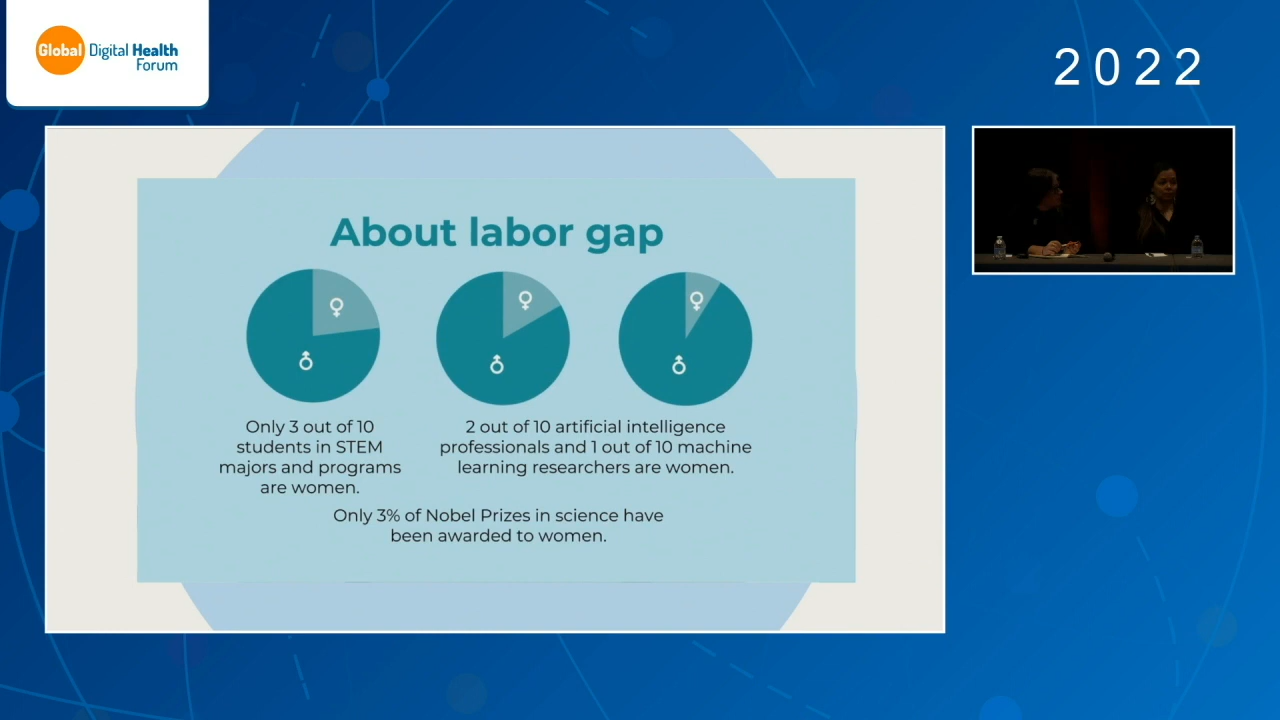 Global Digital Health
Forum
2022
About labor gap
Only 3 out of 10
students in STEM
majors and programs
are women.
2 out of 10 artificial intelligence
professionals and 1 out of 10 machine
learning researchers are women.
Only 3% of Nobel Prizes in science have
been awarded to women.